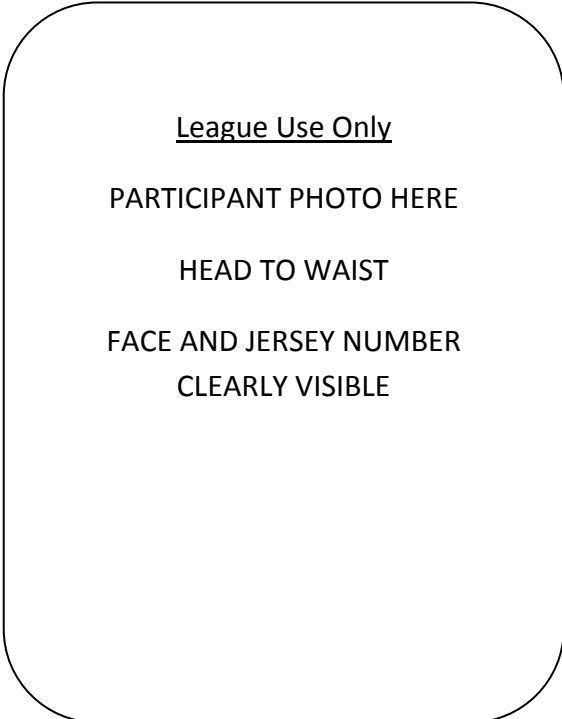 League Use Only
PARTICIPANT PHOTO HERE
HEAD TO WAIST
FACE AND JERSEY NUMBER
CLEARLY VISIBLE